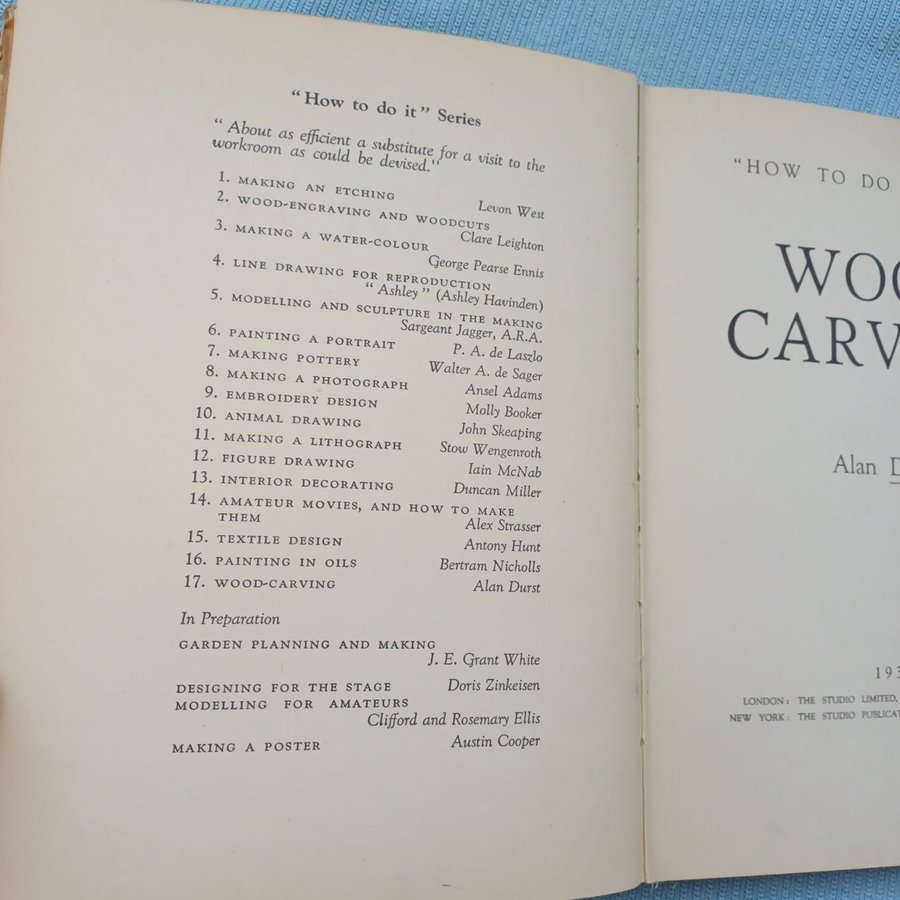 "How to do it" Series
"About as efficient a substitute for a visit to the
workroom as could be devised."
1. MAKING AN ETCHING
Levon West
2. WOOD-ENGRAVING AND WOODCUTS
Clare Leighton
3. MAKING A WATER-COLOUR
George Pearse Ennis
4. LINE DRAWING FOR REPRODUCTION
"Ashley" (Ashley Havinden)
5. MODELLING AND SCULPTURE IN THE MAKING
Sargeant Jagger, A.R.A.
6. PAINTING A PORTRAIT P. A. de Laszlo
7. MAKING POTTERY Walter A. de Sager
8. MAKING A PHOTOGRAPH Ansel Adams
9. EMBROIDERY DESIGN Molly Booker
10. ANIMAL DRAWING John Skeaping
11. MAKING A LITHOGRAPH Stow Wengenroth
12. FIGURE DRAWING Iain McNab
13. INTERIOR DECORATING Duncan Miller
14. AMATEUR MOVIES, AND HOW TO MAKE
THEM Alex Strasser
15. TEXTILE DESIGN Antony Hunt
16. PAINTING IN OILS Bertram Nicholls
17. WOOD-CARVING Alan Durst
In Preparation
GARDEN PLANNING AND MAKING
J. E. Grant White
DESIGNING FOR THE STAGE Doris Zinkeisen
MODELLING FOR AMATEURS
Clifford and Rosemary Ellis
MAKING A POSTER Austin Cooper
"HOW TO DO
WOO
CARV
Alan D
193
LONDON: THE STUDIO LIMITED,
NEW YORK: THE STUDIO PUBLICAT